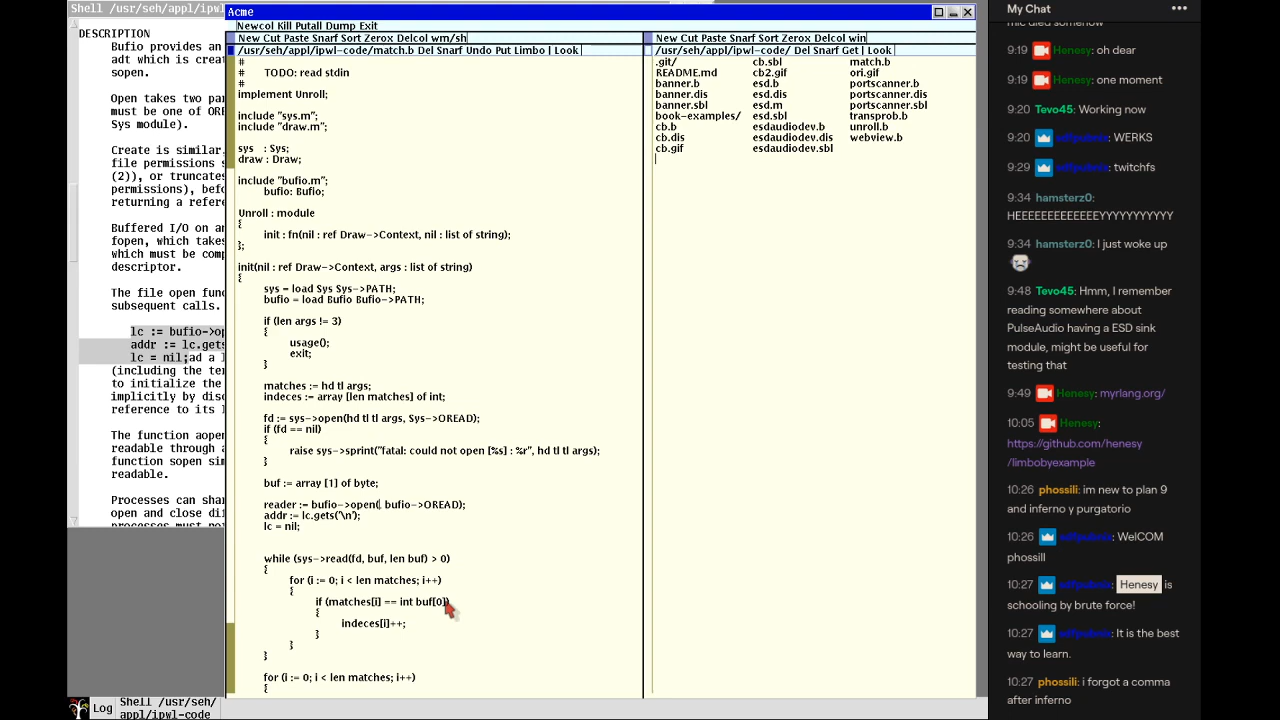 Shell /usr/seh/appl/ipwl
DESCRIPTION
Bufio provides an
adt which is creat
sopen.
Open takes two par
must be one of ORE
Sys module).
Create is similar.
file permissions s
(2)), or truncates
permissions), befo
returning a refere
Buffered I/O on an
fopen, which takes
which must be comp
descriptor.
The file open func
subsequent calls.
lc := bufio->op
addr := lc.gets
lc = nil;ad a l
(including the ter
to initialize the
implicitly by disc
reference to its I
The function aopen
readable through a
function sopen sim
readable.
Processes can shar
open and close dif
processes must not
Log
Shell /usr/seh/
appl/ipwl-code
Acme
Newcol Kill Putall Dump Exit
New Cut Paste Snarf Sort Zerox Delcol wm/sh
/usr/seh/appl/ipwl-code/match.b Del Snarf Undo Put Limbo | Look |
#
# TODO: read stdin
#
implement Unroll;
include "sys.m";
include "draw.m";
sys : Sys;
draw : Draw;
include "bufio.m";
bufio: Bufio;
Unroll : module
{
init : fn(nil : ref Draw->Context, nil : list of string);
};
init(nil : ref Draw->Context, args : list of string)
{
sys = load Sys Sys->PATH;
bufio = load Bufio Bufio->PATH;
if (len args != 3)
{
usage();
exit;
}
matches := hd tl args;
indeces := array [len matches] of int;
fd := sys->open(hd tl tl args, Sys->OREAD);
if (fd == nil)
{
raise sys->sprint("fatal: could not open [%s] : %r", hd tl tl args);
}
buf := array [1] of byte;
reader := bufio->open(, bufio->OREAD);
addr := lc.gets('\n');
lc = nil;
while (sys->read(fd, buf, len buf) > 0)
{
for (i := 0; i < len matches; i++)
{
if (matches[i] == int buf[0])
{
indeces[i]++;
}
}
}
for (i := 0; i < len matches; i++)
{
New Cut Paste Snarf Sort Zerox Delcol win
/usr/seh/appl/ipwl-code/ Del Snarf Get | Look
.git/ cb.sbl match.b
README.md cb2.gif ori.gif
banner.b esd.b portscanner.b
banner.dis esd.dis portscanner.dis
banner.sbl esd.m portscanner.sbl
book-examples/ esd.sbl transprob.b
cb.b esdaudiodev.b unroll.b
cb.dis esdaudiodev.dis webview.b
cb.gif esdaudiodev.sbl
My Chat
mic died over there
9:19 Henesy: oh dear
9:19 Henesy: one moment
9:20 Tevo45: Working now
9:20 WERKS
9:29 twitchfs
9:34 hamsterz0:
HEEEEEEEEEEEEYYYYYYYYYYY
9:34 hamsterz0: I just woke up
9:48 Tevo45: Hmm, I remember
reading somewhere about
PulseAudio having a ESD sink
module, might be useful for
testing that
9:49 Henesy: myrlang.org/
10:05 Henesy:
https://github.com/henesy
/limbobyexample
10:26 phossili: im new to plan 9
and inferno y purgatorio
10:26 WelCOM
phossill
10:27 Henesy is
schooling by brute force!
10:27 It is the best
way to learn.
10:27 phossili: i forgot a comma
after inferno